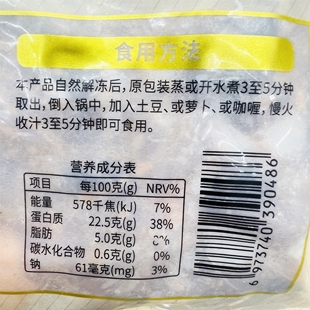 食用方法
本产品自然解冻后，原包装蒸或开水煮3至5分钟
取出，倒入锅中，加入土豆、或萝卜、或咖喱，慢火
收汁3至5分钟即可食用。
营养成分表
项目 每100克(g) NRV%
能量 578千焦(kJ) 7%
蛋白质 22.5克(g) 38%
脂肪 5.0克(g)
碳水化合物 0.6克(g) 0%
钠 61毫克(mg) 3%
6973740390486